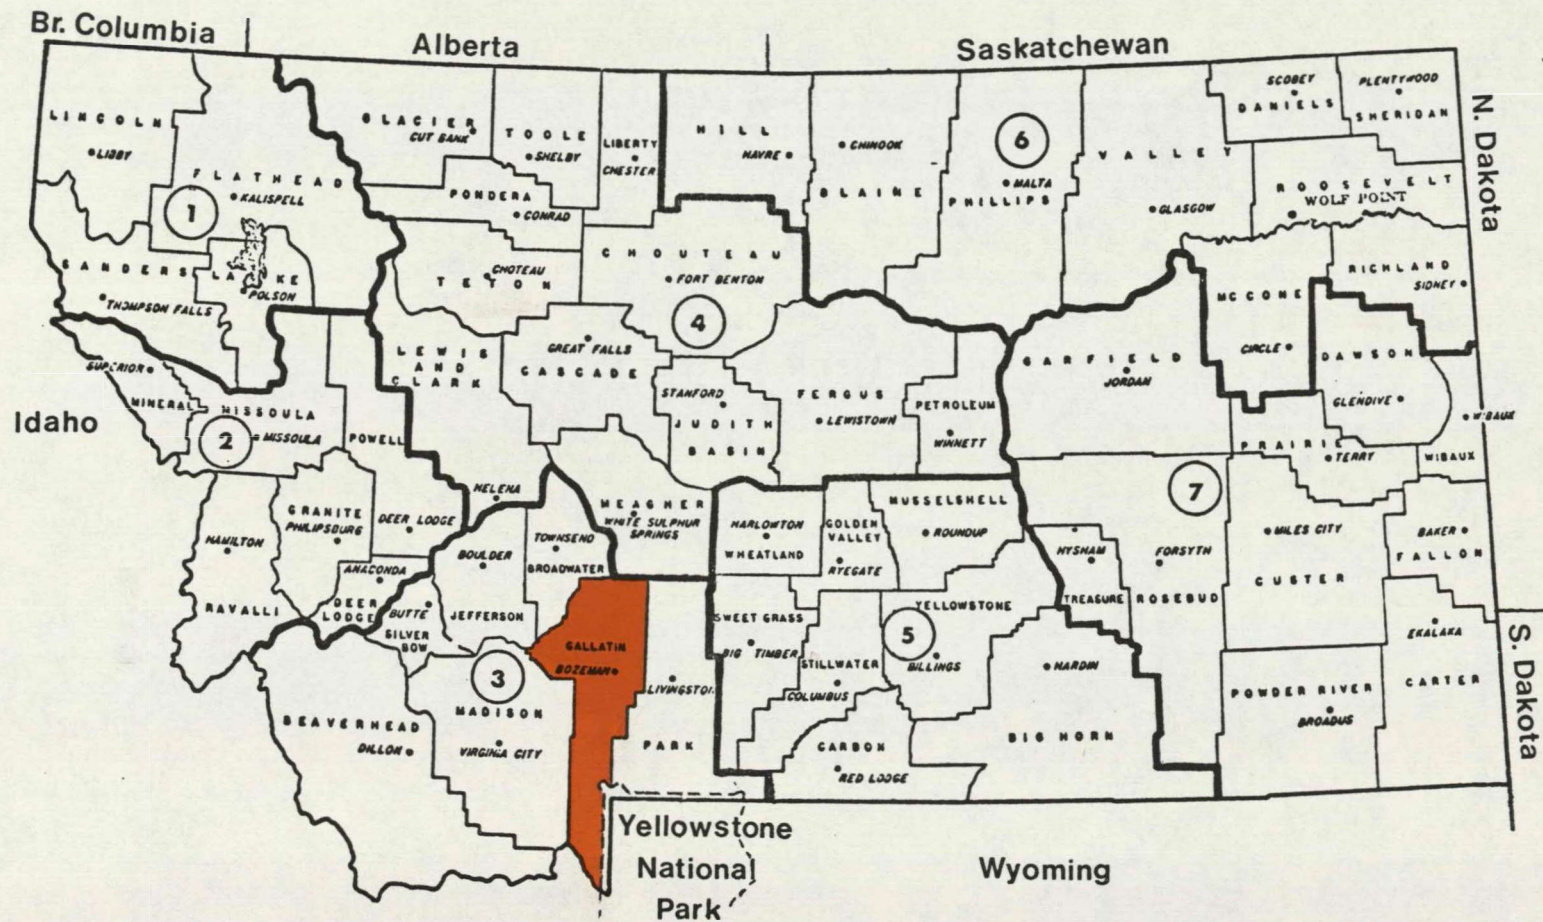 Br. Columbia
Alberta
Saskatchewan
N. Dakota
S. Dakota
Idaho
Wyoming
Yellowstone
National
Park
1
LINCOLN
LIBBY
FLATHEAD
KALISPELL
SANDERS
THOMPSON FALLS
LAKE
POLSON
2
SUPERIOR
MINERAL
MISSOULA
MISSOULA
POWELL
DEER LODGE
GRANITE
PHILIPSBURG
HAMILTON
RAVALLI
ANACONDA
DEER
LODGE
3
BUTTE
SILVER
BOW
BOULDER
JEFFERSON
TOWNSEND
BROADWATER
GALLATIN
BOZEMAN
LIVINGSTON
PARK
MADISON
VIRGINIA CITY
BEAVERHEAD
DILLON
4
GLACIER
CUT BANK
TOOLE
SHELBY
LIBERTY
CHESTER
PONDERA
CONRAD
CHOTEAU
TETON
CHOUTEAU
FORT BENTON
LEWIS
AND
CLARK
HELENA
GREAT FALLS
CASCADE
STANFORD
JUDITH
BASIN
FERGUS
LEWISTOWN
PETROLEUM
WINNETT
MEAGHER
WHITE SULPHUR
SPRINGS
5
HARLOWTON
WHEATLAND
GOLDEN
VALLEY
RYEGATE
MUSSELSHELL
ROUNDUP
SWEET GRASS
BIG TIMBER
STILLWATER
COLUMBUS
YELLOWSTONE
BILLINGS
CARBON
RED LODGE
HARDIN
BIG HORN
6
HILL
HAVRE
CHINOOK
BLAINE
MALTA
PHILLIPS
VALLEY
GLASGOW
SCOBEY
DANIELS
PLENTYWOOD
SHERIDAN
ROOSEVELT
WOLF POINT
RICHLAND
SIDNEY
MC CONE
CIRCLE
7
GARFIELD
JORDAN
DAWSON
GLENDIVE
PRAIRIE
TERRY
WIBAUX
WIBAUX
HYSHAM
TREASURE
FORSYTH
ROSEBUD
MILES CITY
CUSTER
BAKER
FALLON
EKALAKA
CARTER
POWDER RIVER
BROADUS